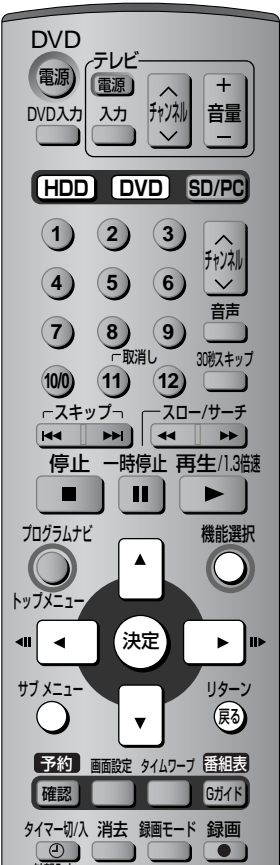 DVD
テレビ
電源 電源 チャンネル + 音量 −
DVD入力 入力
HDD DVD SD/PC
1 2 3
チャンネル
4 5 6
音声
7 8 9
取消し 30秒スキップ
10/0 11 12
スキップ スロー/サーチ
停止 一時停止 再生/1.3倍速
プログラムナビ 機能選択
トップメニュー
決定
サブ メニュー リターン
戻る
予約 画面設定 タイムワープ 番組表
確認 Gガイド
タイマー切/入 消去 録画モード 録画